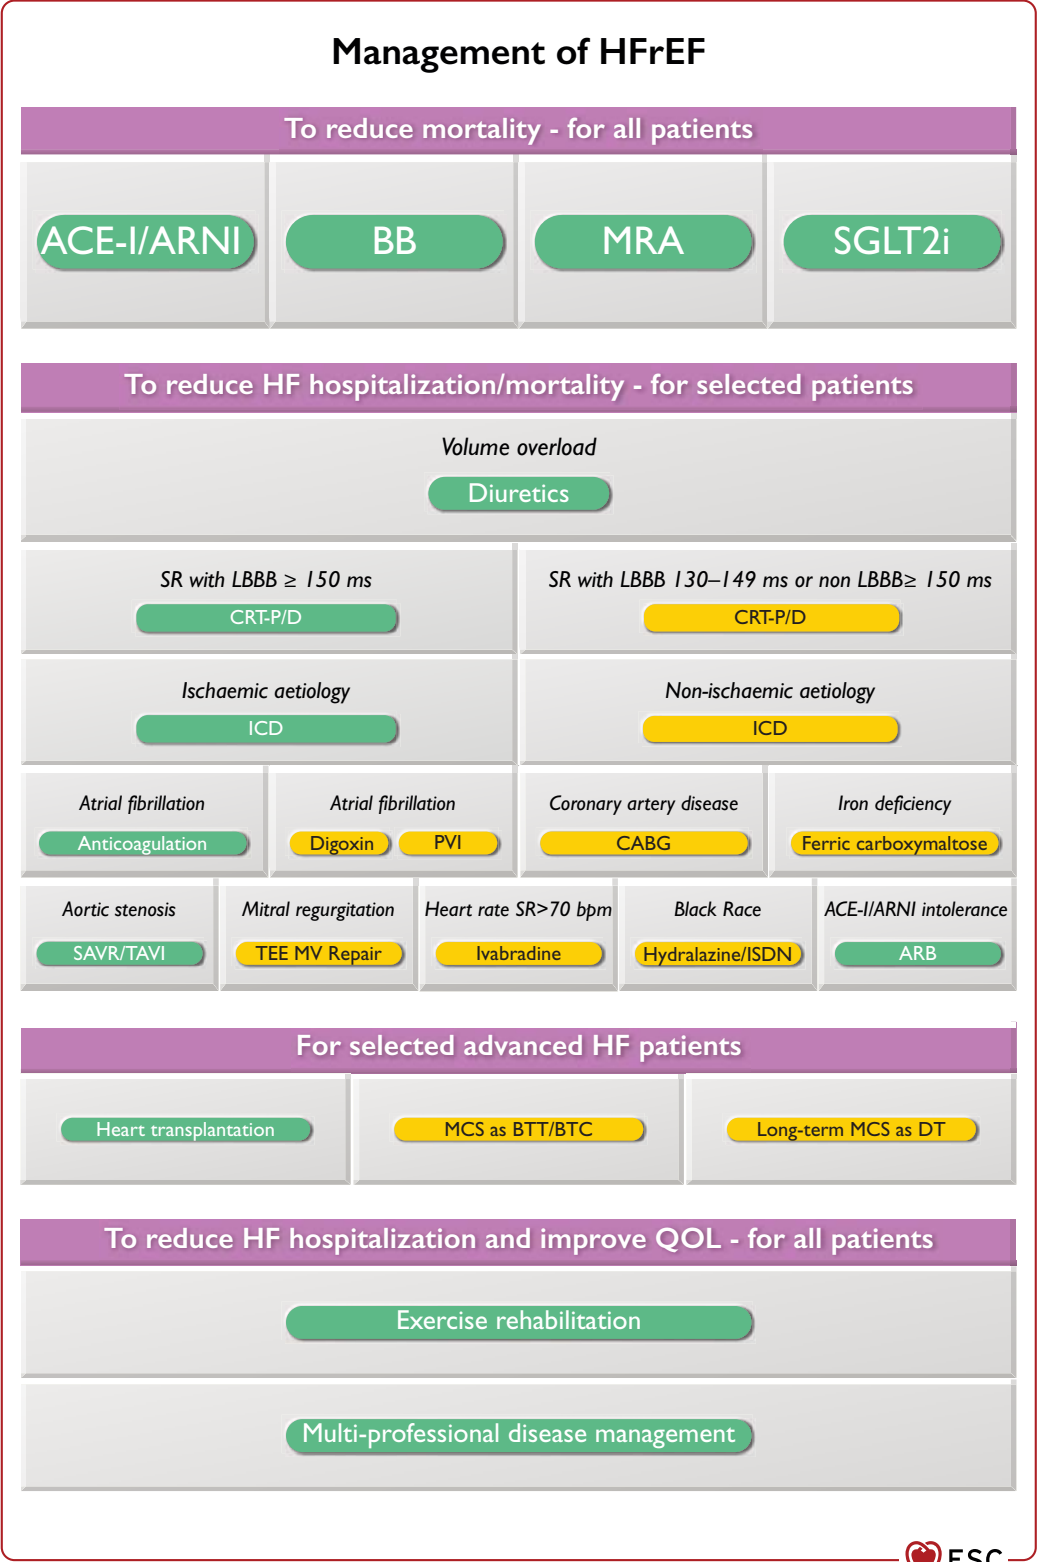 Management of HFrEF
To reduce mortality - for all patients
ACE-I/ARNI
BB
MRA
SGLT2i
To reduce HF hospitalization/mortality - for selected patients
Volume overload
Diuretics
SR with LBBB ≥ 150 ms
SR with LBBB 130–149 ms or non LBBB≥ 150 ms
CRT-P/D
CRT-P/D
Ischaemic aetiology
Non-ischaemic aetiology
ICD
ICD
Atrial fibrillation
Atrial fibrillation
Coronary artery disease
Iron deficiency
Anticoagulation
Digoxin
PVI
CABG
Ferric carboxymaltose
Aortic stenosis
Mitral regurgitation
Heart rate SR>70 bpm
Black Race
ACE-I/ARNI intolerance
SAVR/TAVI
TEE MV Repair
Ivabradine
Hydralazine/ISDN
ARB
For selected advanced HF patients
Heart transplantation
MCS as BTT/BTC
Long-term MCS as DT
To reduce HF hospitalization and improve QOL - for all patients
Exercise rehabilitation
Multi-professional disease management
ESC